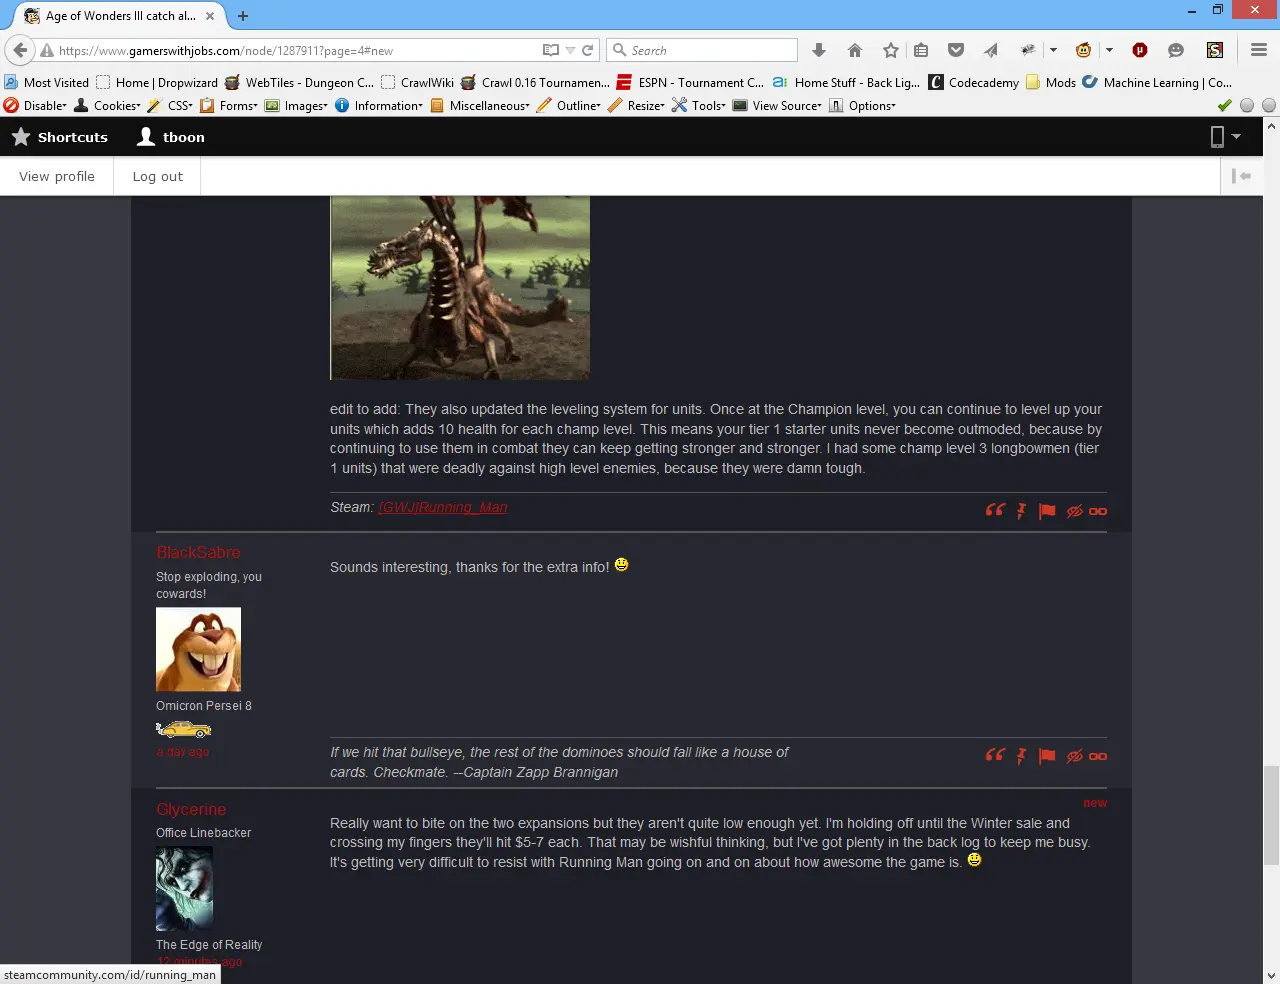 Age of Wonders III catch al...
https://www.gamerswithjobs.com/node/1287911?page=4#new
Search
Most Visited
Home | Dropwizard
WebTiles - Dungeon C...
CrawlWiki
Crawl 0.16 Tournamen...
ESPN - Tournament C...
Home Stuff - Back Lig...
Codecademy
Mods
Machine Learning | Co...
Disable
Cookies
CSS
Forms
Images
Information
Miscellaneous
Outline
Resize
Tools
View Source
Options
Shortcuts
tboon
View profile
Log out
edit to add: They also updated the leveling system for units. Once at the Champion level, you can continue to level up your
units which adds 10 health for each champ level. This means your tier 1 starter units never become outmoded, because by
continuing to use them in combat they can keep getting stronger and stronger. I had some champ level 3 longbowmen (tier
1 units) that were deadly against high level enemies, because they were damn tough.
Steam: [GWJ]Running_Man
BlackSabre
Stop exploding, you
cowards!
Sounds interesting, thanks for the extra info!
Omicron Persei 8
a day ago
If we hit that bullseye, the rest of the dominoes should fall like a house of
cards. Checkmate. --Captain Zapp Brannigan
new
Glycerine
Office Linebacker
Really want to bite on the two expansions but they aren't quite low enough yet. I'm holding off until the Winter sale and
crossing my fingers they'll hit $5-7 each. That may be wishful thinking, but I've got plenty in the back log to keep me busy.
It's getting very difficult to resist with Running Man going on and on about how awesome the game is.
The Edge of Reality
12 minutes ago
steamcommunity.com/id/running_man